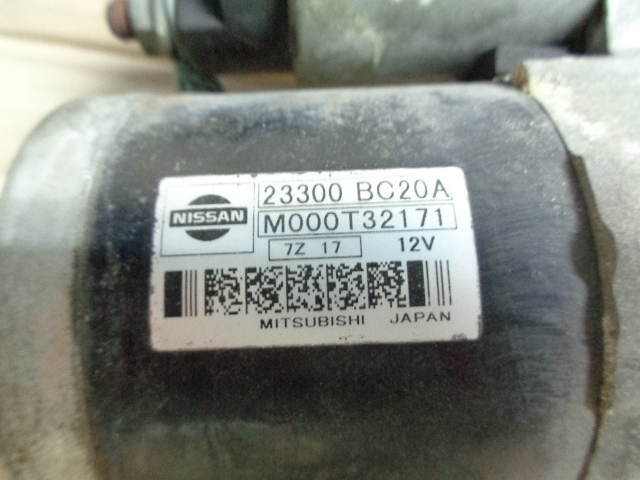 NISSAN
23300 BC20A
M000T32171
7Z 17 12V
MITSUBISHI JAPAN